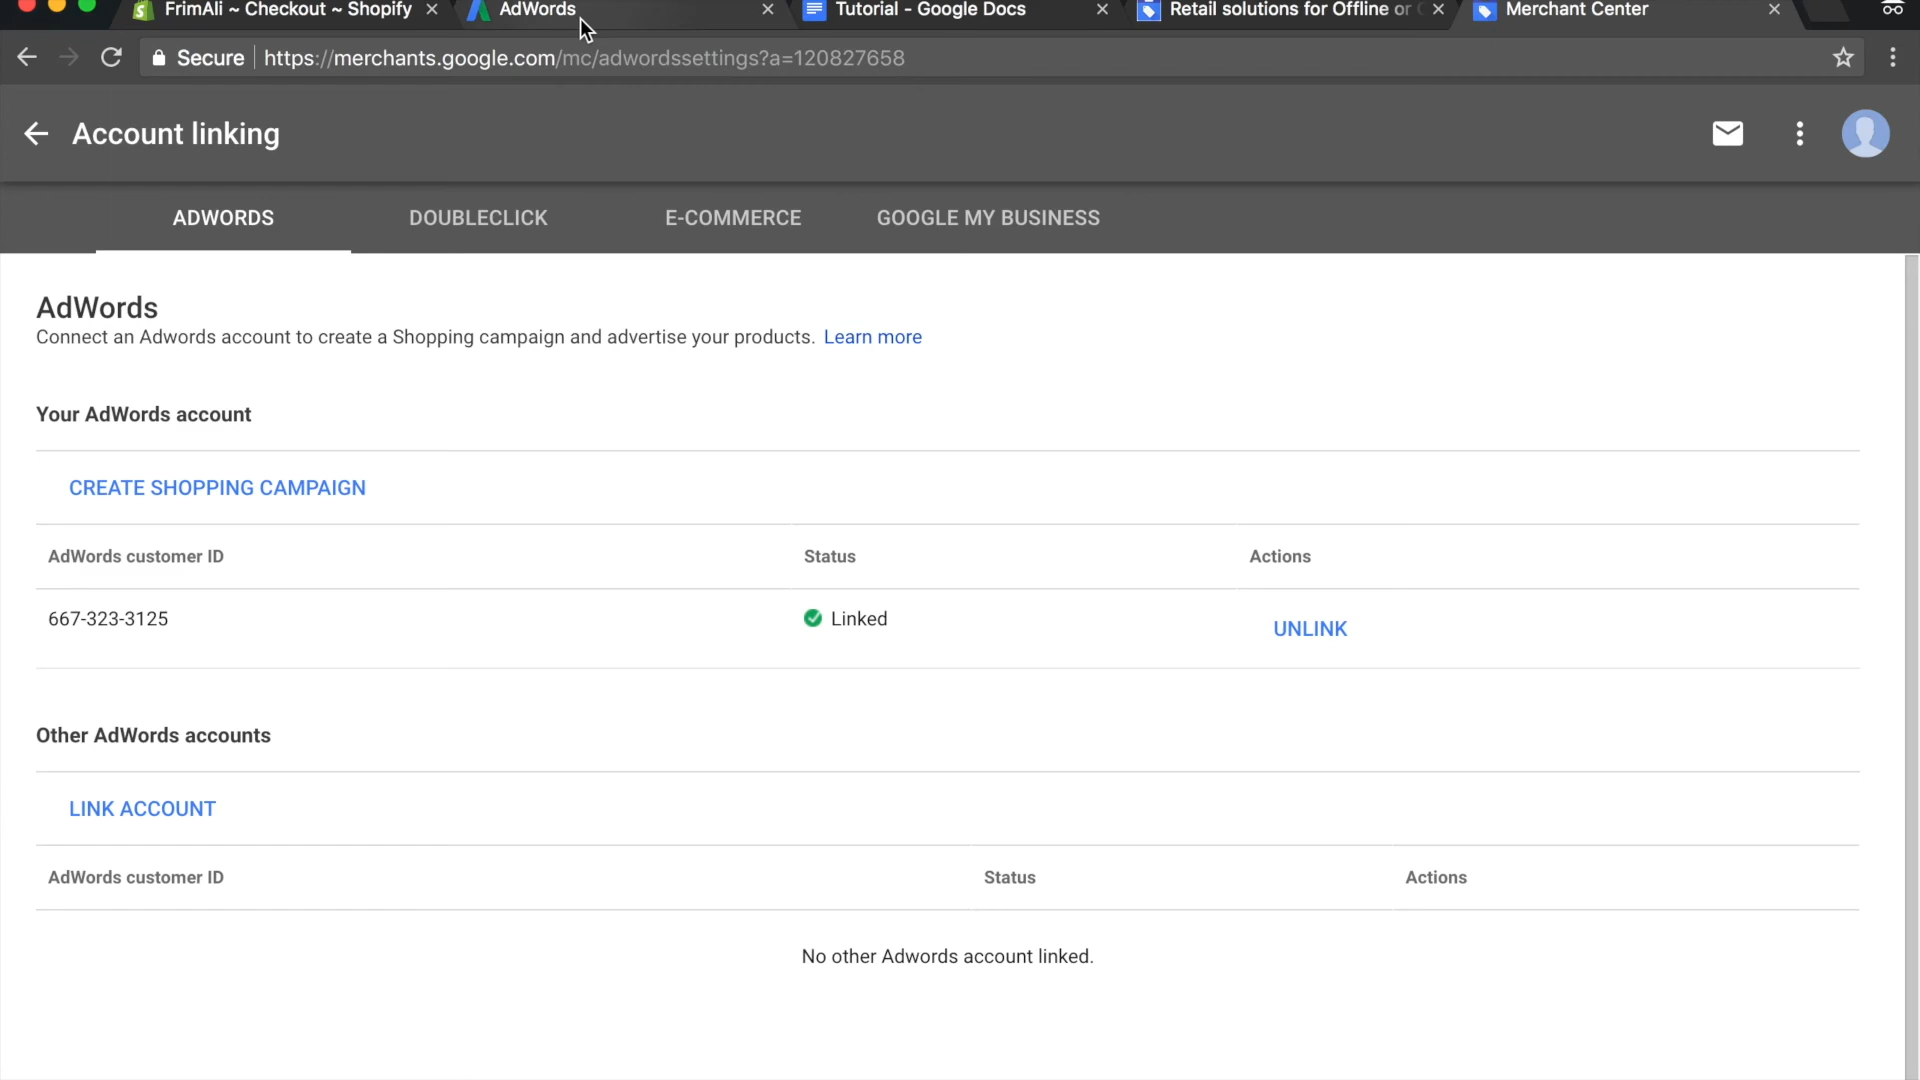 FrimAli ~ Checkout ~ Shopify
AdWords
Tutorial - Google Docs
Retail solutions for Offline or
Merchant Center
Secure https://merchants.google.com/mc/adwordssettings?a=120827658
Account linking
ADWORDS
DOUBLECLICK
E-COMMERCE
GOOGLE MY BUSINESS
AdWords
Connect an Adwords account to create a Shopping campaign and advertise your products. Learn more
Your AdWords account
CREATE SHOPPING CAMPAIGN
AdWords customer ID Status Actions
667-323-3125 Linked UNLINK
Other AdWords accounts
LINK ACCOUNT
AdWords customer ID Status Actions
No other Adwords account linked.